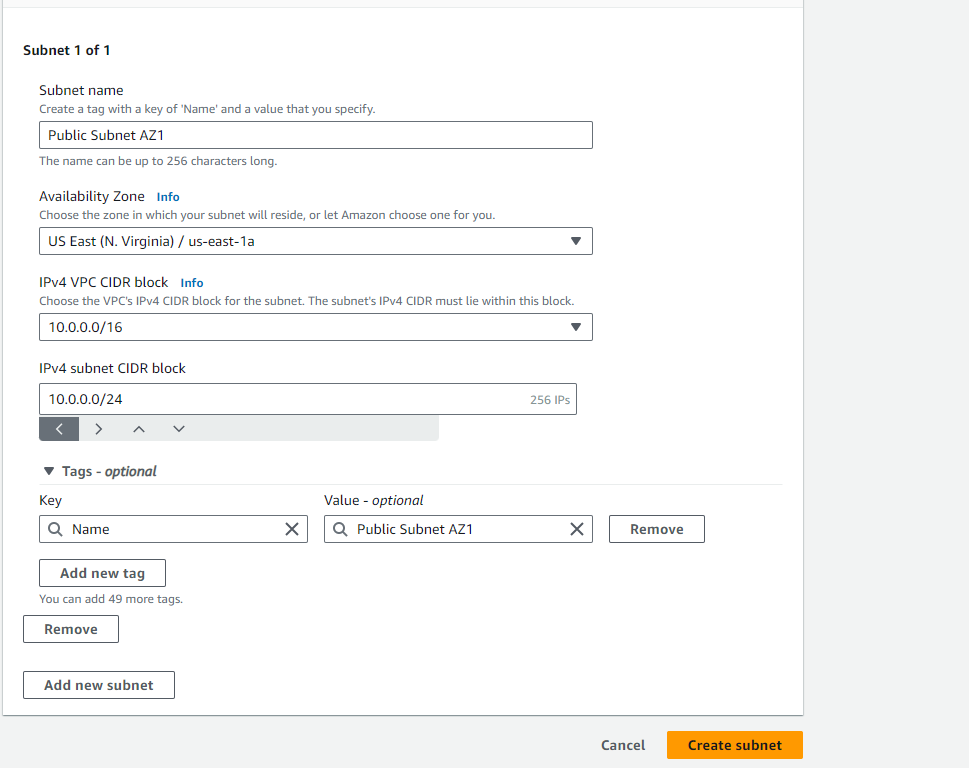 Subnet 1 of 1
Subnet name
Create a tag with a key of 'Name' and a value that you specify.
Public Subnet AZ1
The name can be up to 256 characters long.
Availability Zone Info
Choose the zone in which your subnet will reside, or let Amazon choose one for you.
US East (N. Virginia) / us-east-1a
IPv4 VPC CIDR block Info
Choose the VPC's IPv4 CIDR block for the subnet. The subnet's IPv4 CIDR must lie within this block.
10.0.0.0/16
IPv4 subnet CIDR block
10.0.0.0/24 256 IPs
Tags - optional
Key Value - optional
Name Public Subnet AZ1 Remove
Add new tag
You can add 49 more tags.
Remove
Add new subnet
Cancel Create subnet